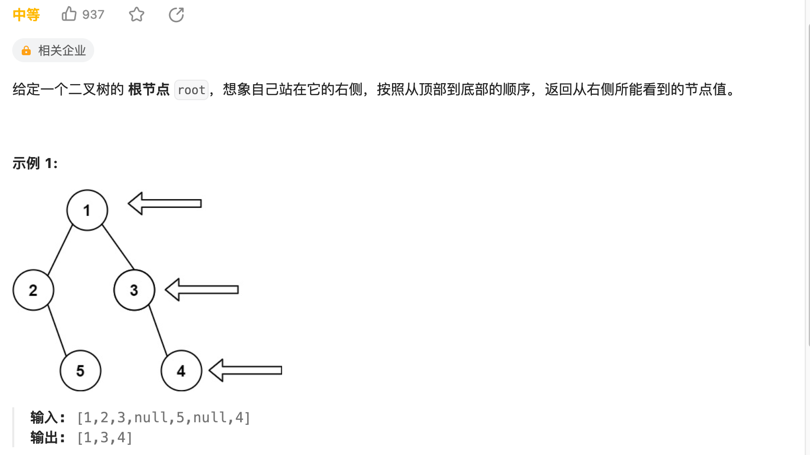 中等 937
相关企业
给定一个二叉树的 根节点 root，想象自己站在它的右侧，按照从顶部到底部的顺序，返回从右侧所能看到的节点值。
示例 1:
1
2 3
5 4
输入: [1,2,3,null,5,null,4]
输出: [1,3,4]